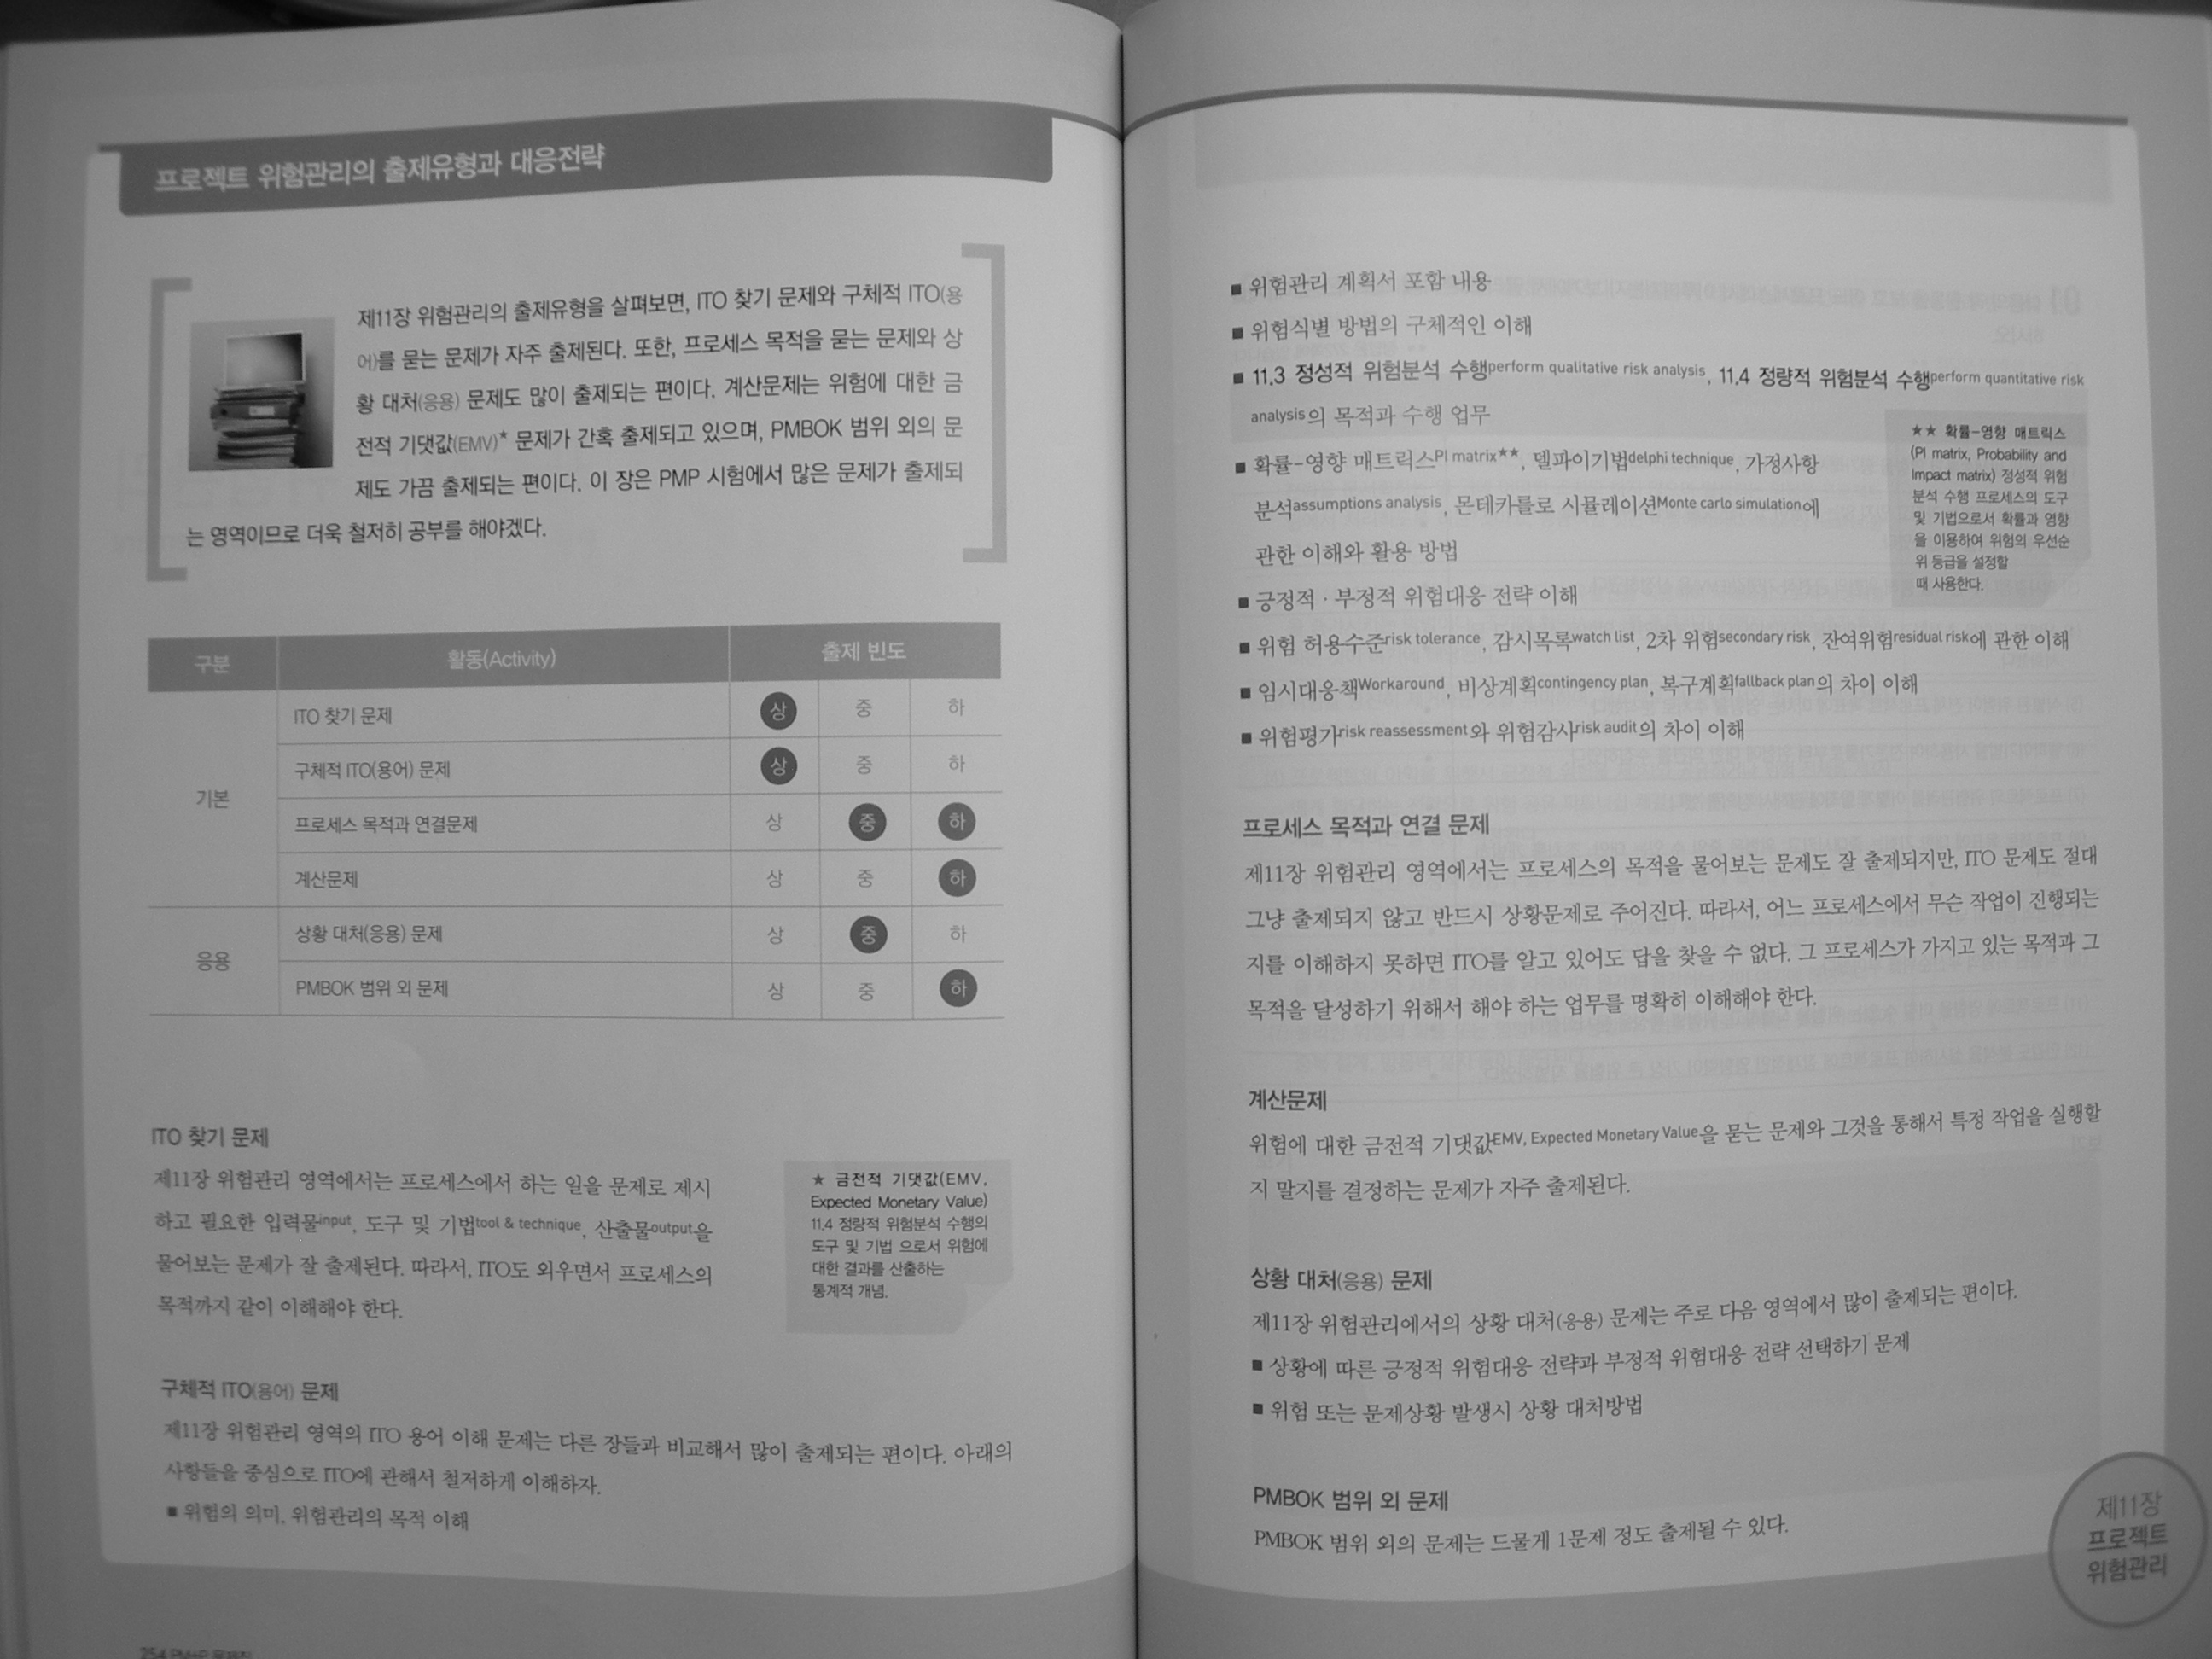 프로젝트 위험관리의 출제유형과 대응전략
제11장 위험관리의 출제유형을 살펴보면, ITO 찾기 문제와 구체적 ITO(용
어)를 묻는 문제가 자주 출제된다. 또한, 프로세스 목적을 묻는 문제와 상
황 대처(응용) 문제도 많이 출제되는 편이다. 계산문제는 위험에 대한 금
전적 기댓값(EMV)★ 문제가 간혹 출제되고 있으며, PMBOK 범위 외의 문
제도 가끔 출제되는 편이다. 이 장은 PMP 시험에서 많은 문제가 출제되
는 영역이므로 더욱 철저히 공부를 해야겠다.
구분 활동(Activity) 출제 빈도
기본
ITO 찾기 문제 상 중 하
구체적 ITO(용어) 문제 상 중 하
프로세스 목적과 연결문제 상 중 하
계산문제 상 중 하
응용
상황 대처(응용) 문제 상 중 하
PMBOK 범위 외 문제 상 중 하
ITO 찾기 문제
제11장 위험관리 영역에서는 프로세스에서 하는 일을 문제로 제시
하고 필요한 입력물input, 도구 및 기법tool & technique, 산출물output을
물어보는 문제가 잘 출제된다. 따라서, ITO도 외우면서 프로세스의
목적까지 같이 이해해야 한다.
★ 금전적 기댓값(EMV,
Expected Monetary Value)
11.4 정량적 위험분석 수행의
도구 및 기법 으로서 위험에
대한 결과를 산출하는
통계적 개념.
구체적 ITO(용어) 문제
제11장 위험관리 영역의 ITO 용어 이해 문제는 다른 장들과 비교해서 많이 출제되는 편이다. 아래의
사항들을 중심으로 ITO에 관해서 철저하게 이해하자.
■ 위험의 의미, 위험관리의 목적 이해
■ 위험관리 계획서 포함 내용
■ 위험식별 방법의 구체적인 이해
■ 11.3 정성적 위험분석 수행perform qualitative risk analysis, 11.4 정량적 위험분석 수행perform quantitative risk
analysis의 목적과 수행 업무
■ 확률-영향 매트릭스PI matrix★★, 델파이기법delphi technique, 가정사항
분석assumptions analysis, 몬테카를로 시뮬레이션Monte carlo simulation에
관한 이해와 활용 방법
★★ 확률-영향 매트릭스
(PI matrix, Probability and
Impact matrix) 정성적 위험
분석 수행 프로세스의 도구
및 기법으로서 확률과 영향
을 이용하여 위험의 우선순
위 등급을 설정할
때 사용한다.
■ 긍정적 · 부정적 위험대응 전략 이해
■ 위험 허용수준risk tolerance, 감시목록watch list, 2차 위험secondary risk, 잔여위험residual risk에 관한 이해
■ 임시대응책Workaround, 비상계획contingency plan, 복구계획fallback plan의 차이 이해
■ 위험평가risk reassessment와 위험감사risk audit의 차이 이해
프로세스 목적과 연결 문제
제11장 위험관리 영역에서는 프로세스의 목적을 물어보는 문제도 잘 출제되지만, ITO 문제도 절대
그냥 출제되지 않고 반드시 상황문제로 주어진다. 따라서, 어느 프로세스에서 무슨 작업이 진행되는
지를 이해하지 못하면 ITO를 알고 있어도 답을 찾을 수 없다. 그 프로세스가 가지고 있는 목적과 그
목적을 달성하기 위해서 해야 하는 업무를 명확히 이해해야 한다.
계산문제
위험에 대한 금전적 기댓값EMV, Expected Monetary Value을 묻는 문제와 그것을 통해서 특정 작업을 실행할
지 말지를 결정하는 문제가 자주 출제된다.
상황 대처(응용) 문제
제11장 위험관리에서의 상황 대처(응용) 문제는 주로 다음 영역에서 많이 출제되는 편이다.
■ 상황에 따른 긍정적 위험대응 전략과 부정적 위험대응 전략 선택하기 문제
■ 위험 또는 문제상황 발생시 상황 대처방법
PMBOK 범위 외 문제
PMBOK 범위 외의 문제는 드물게 1문제 정도 출제될 수 있다.
제11장
프로젝트
위험관리